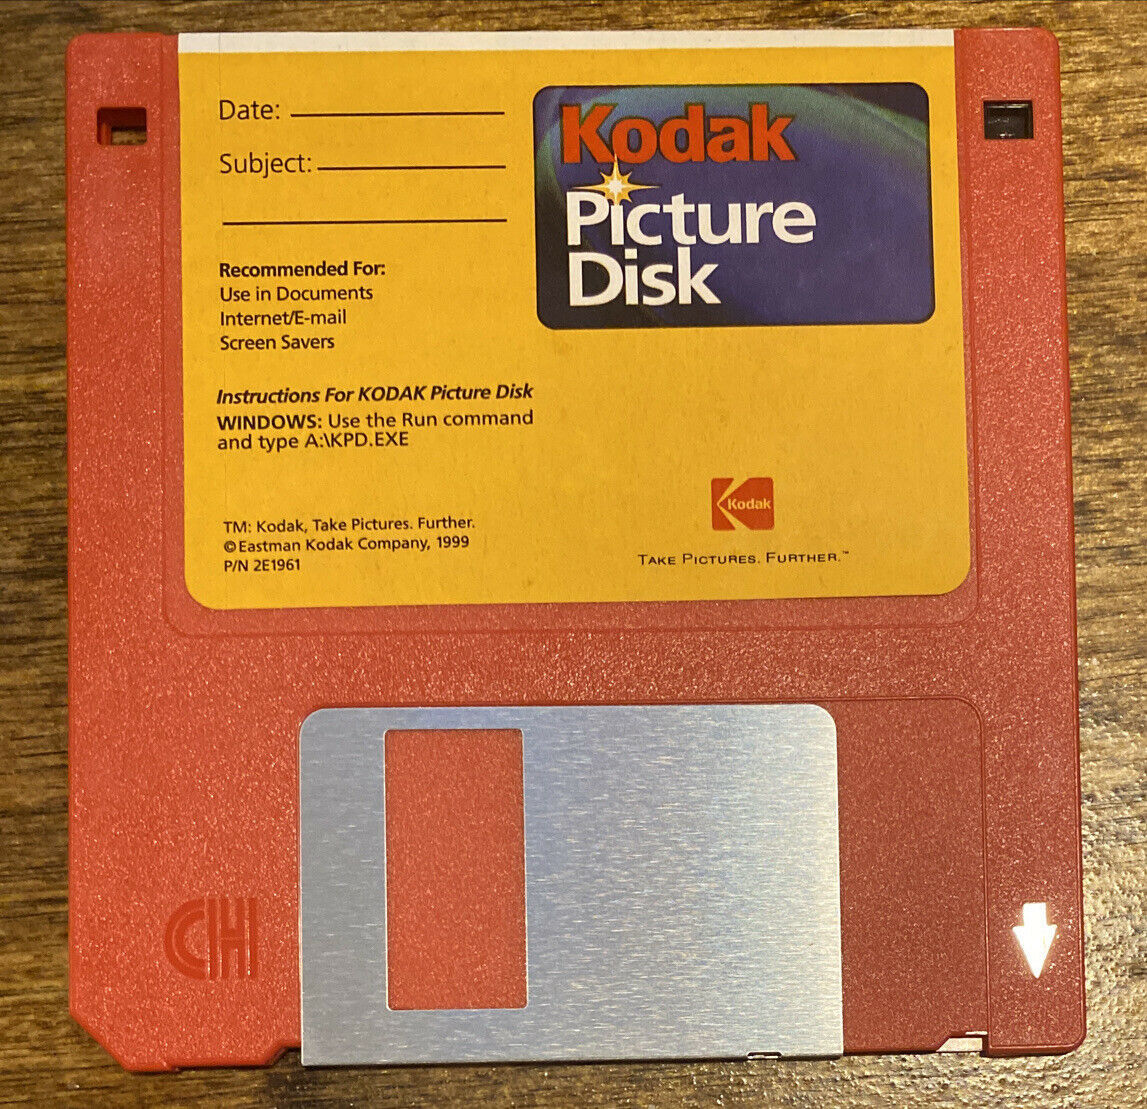 Date:
Subject:
Kodak
Picture
Disk
Recommended For:
Use in Documents
Internet/E-mail
Screen Savers
Instructions For KODAK Picture Disk
WINDOWS: Use the Run command
and type A:\KPD.EXE
TM: Kodak, Take Pictures. Further.
©Eastman Kodak Company, 1999
P/N 2E1961
Kodak
TAKE PICTURES. FURTHER.™
CH